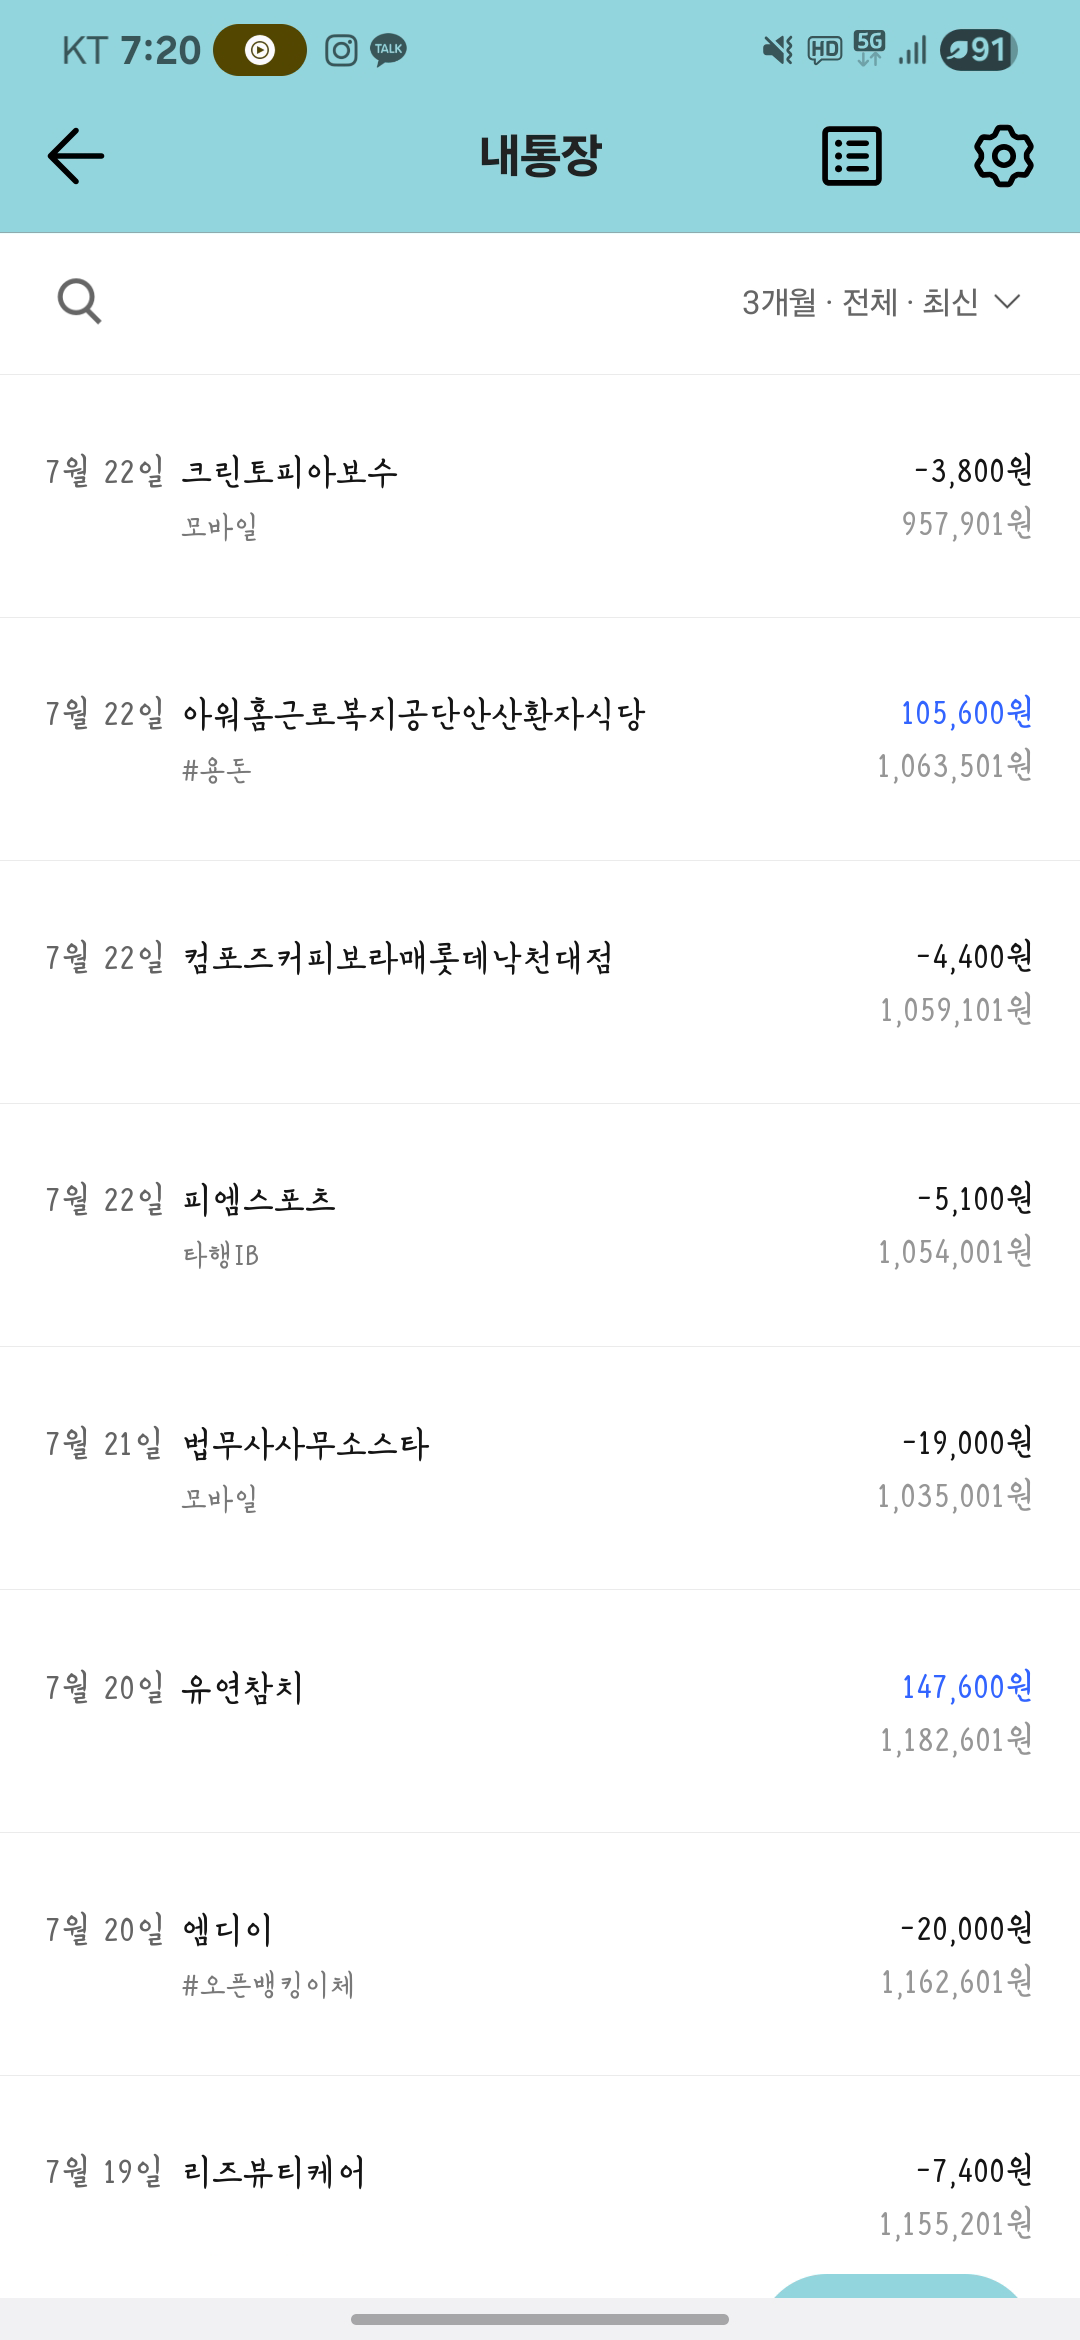 KT 7:20 TALK HD 5G 91
내통장
3개월 · 전체 · 최신
7월 22일 크린토피아보수 -3,800원
모바일 957,901원
7월 22일 아워홈근로복지공단안산환자식당 105,600원
#용돈 1,063,501원
7월 22일 컴포즈커피보라매롯데낙천대점 -4,400원
1,059,101원
7월 22일 피엠스포츠 -5,100원
타행IB 1,054,001원
7월 21일 법무사사무소스타 -19,000원
모바일 1,035,001원
7월 20일 유연참치 147,600원
1,182,601원
7월 20일 엠디이 -20,000원
#오픈뱅킹이체 1,162,601원
7월 19일 리즈뷰티케어 -7,400원
1,155,201원